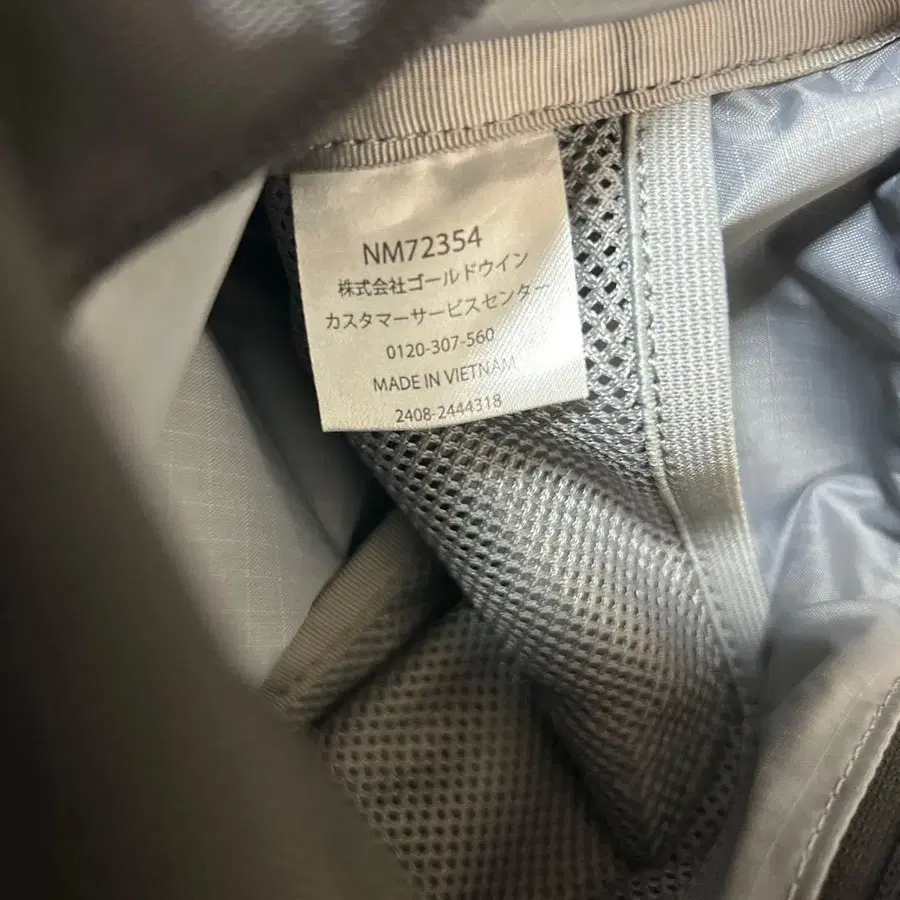 NM72354
株式会社ゴールドウイン
カスタマーサービスセンター
0120-307-560
MADE IN VIETNAM
2408-2444318